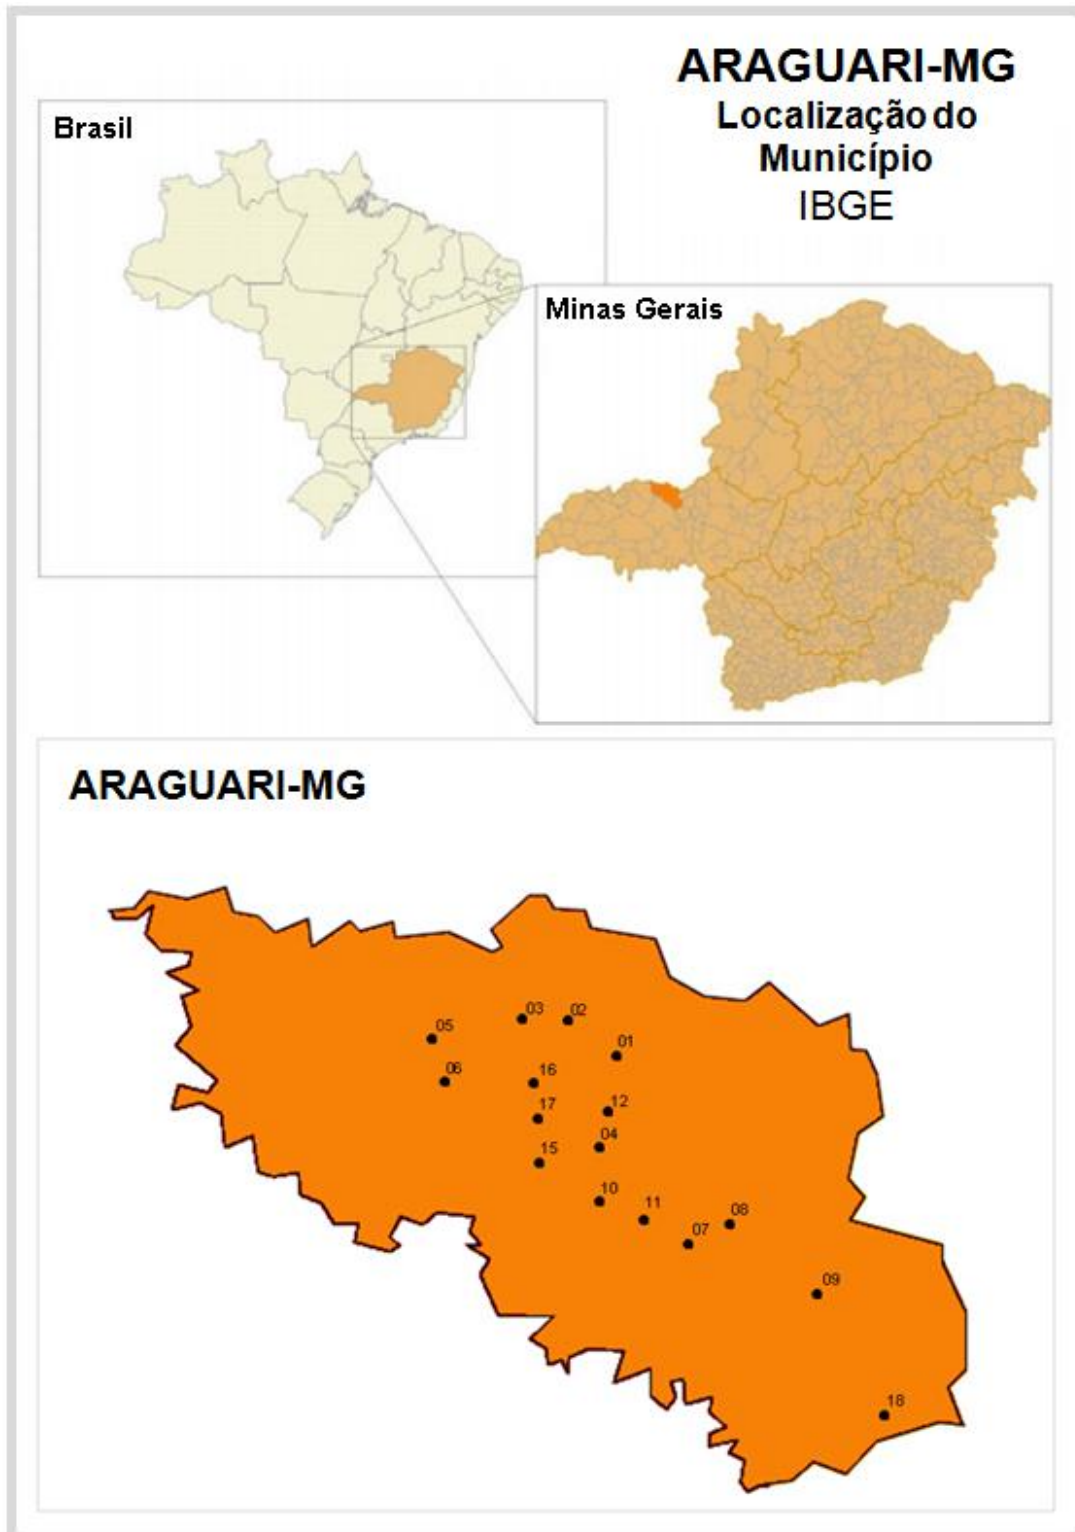 ARAGUARI-MG
Localização do
Município
IBGE
Brasil
Minas Gerais
ARAGUARI-MG
03
02
05
01
06
16
12
17
04
15
10
11
08
07
09
18